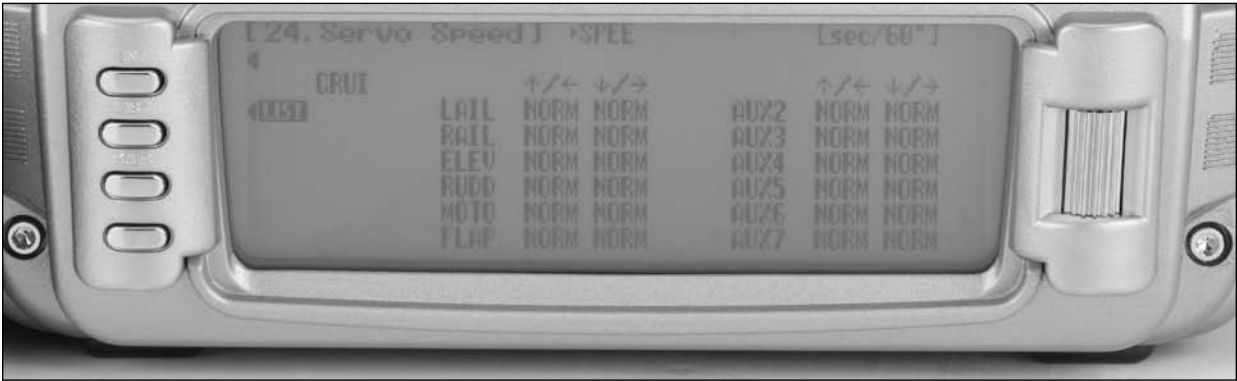 [24.Servo Speed] ▸SPEE [sec/60°]
CRUI ↑/← ↓/→ ↑/← ↓/→
LIST LAIL NORM NORM AUX2 NORM NORM
RAIL NORM NORM AUX3 NORM NORM
ELEV NORM NORM AUX4 NORM NORM
RUDD NORM NORM AUX5 NORM NORM
MOTO NORM NORM AUX6 NORM NORM
FLAP NORM NORM AUX7 NORM NORM